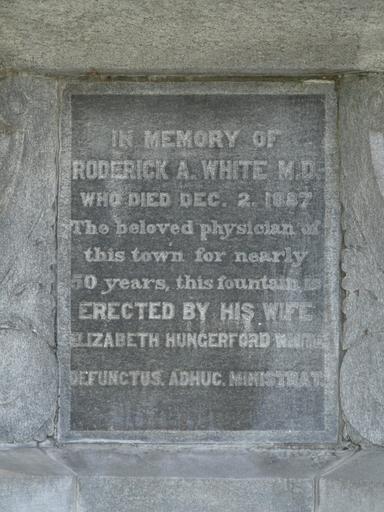 IN MEMORY OF
RODERICK A. WHITE M.D.
WHO DIED DEC. 2. 1887
The beloved physician of
this town for nearly
50 years, this fountain is
ERECTED BY HIS WIFE
ELIZABETH HUNGERFORD WHITE
DEFUNCTUS. ADHUC. MINISTRAT.